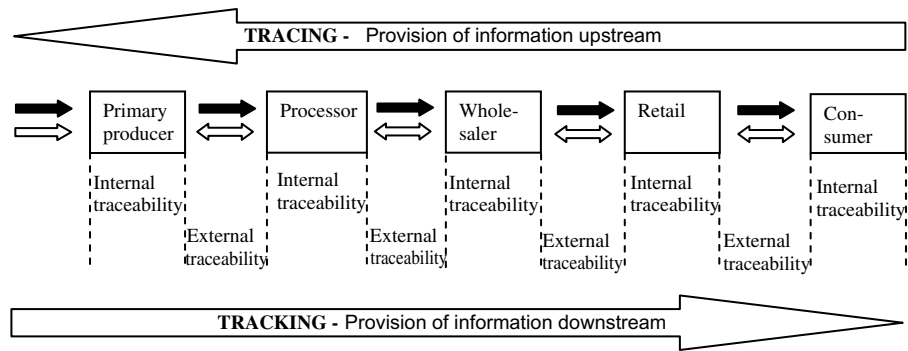 TRACING - Provision of information upstream
Primary
producer
Processor
Whole-
saler
Retail
Con-
sumer
Internal
traceability
Internal
traceability
Internal
traceability
Internal
traceability
Internal
traceability
External
traceability
External
traceability
External
traceability
External
traceability
TRACKING - Provision of information downstream